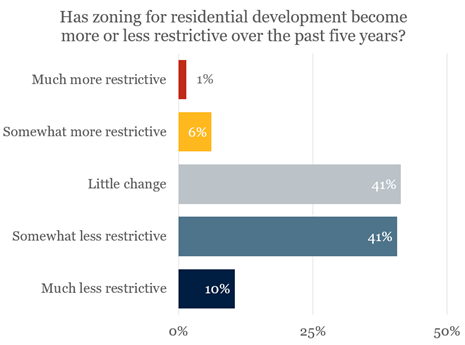 Has zoning for residential development become
more or less restrictive over the past five years?
Much more restrictive 1%
Somewhat more restrictive 6%
Little change 41%
Somewhat less restrictive 41%
Much less restrictive 10%
0% 25% 50%